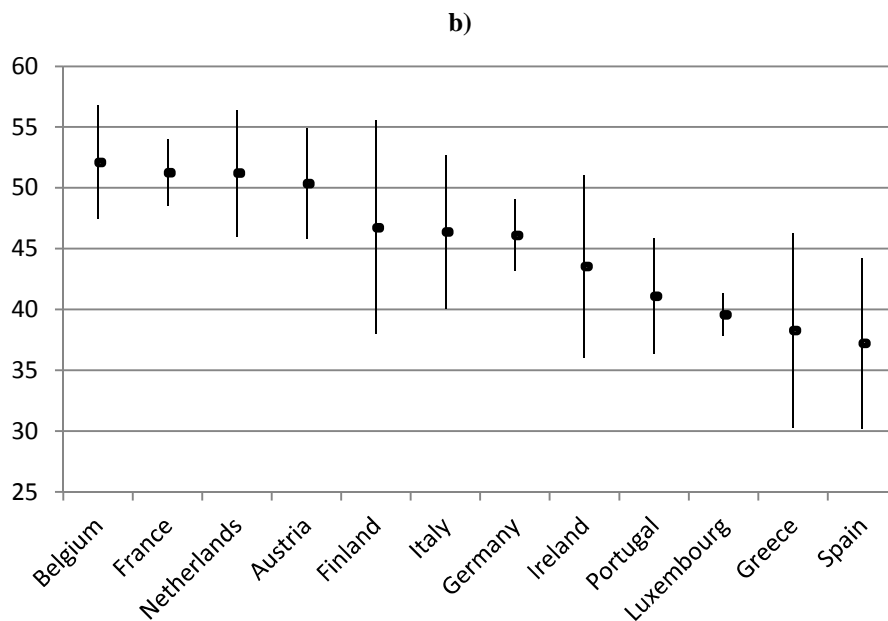 b)
60
55
50
45
40
35
30
25
Belgium
France
Netherlands
Austria
Finland
Italy
Germany
Ireland
Portugal
Luxembourg
Greece
Spain